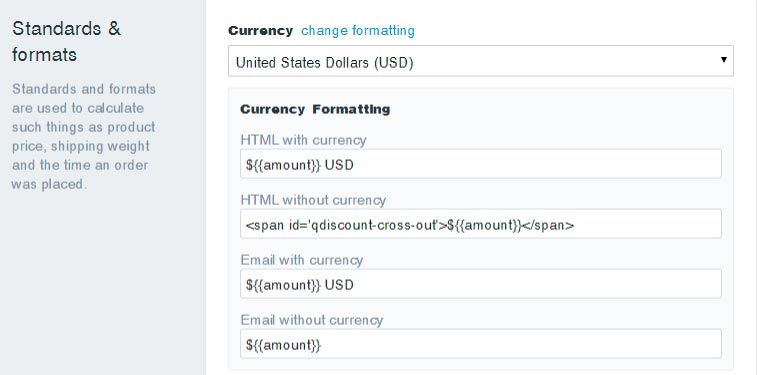 Standards &
formats
Standards and formats
are used to calculate
such things as product
price, shipping weight
and the time an order
was placed.
Currency change formatting
United States Dollars (USD)
Currency Formatting
HTML with currency
${{amount}} USD
HTML without currency
<span id='qdiscount-cross-out'>${{amount}}</span>
Email with currency
${{amount}} USD
Email without currency
${{amount}}